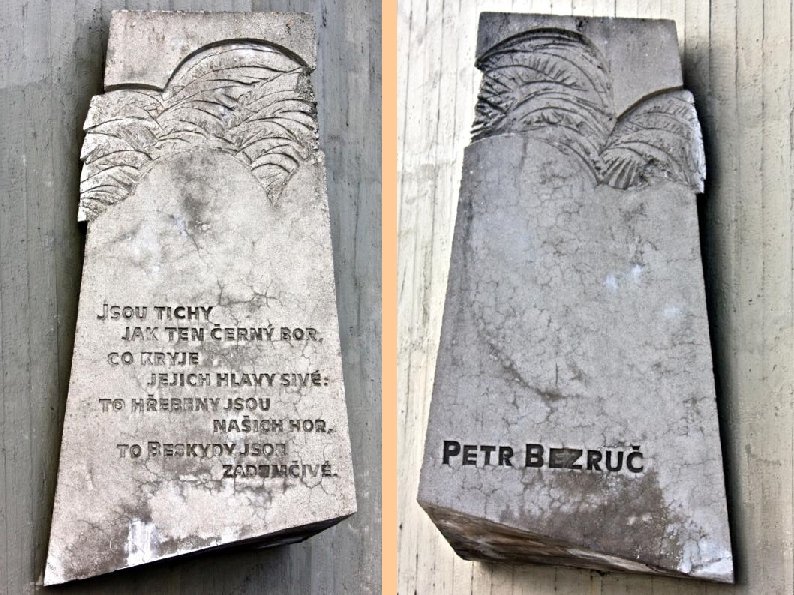 JSOU TICHY
JAK TEN ČERNÝ BOR,
CO KRYJE
JEJICH HLAVY SIVÉ:
TO HŘEBENY JSOU
NAŠICH HOR,
TO BESKYDY JSOU
ZADUMČIVÉ.
PETR BEZRUČ